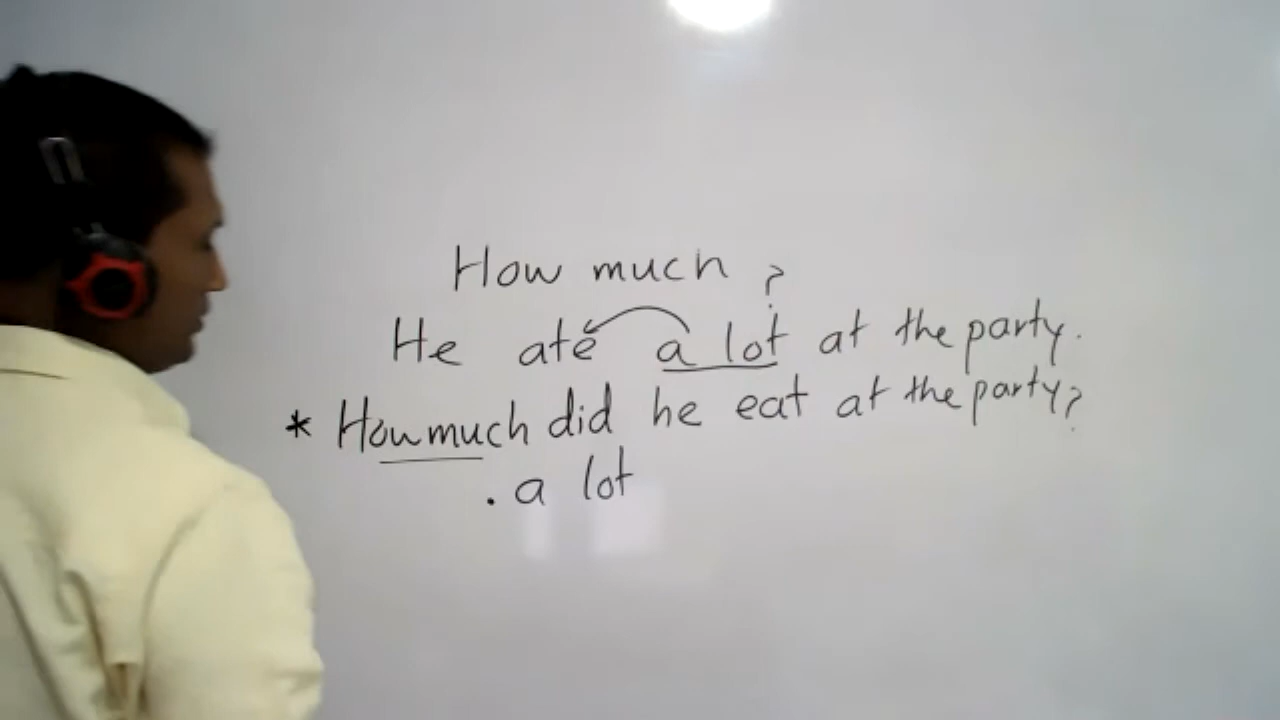 How much ?
He ate a lot at the party.
* How much did he eat at the party?
. a lot